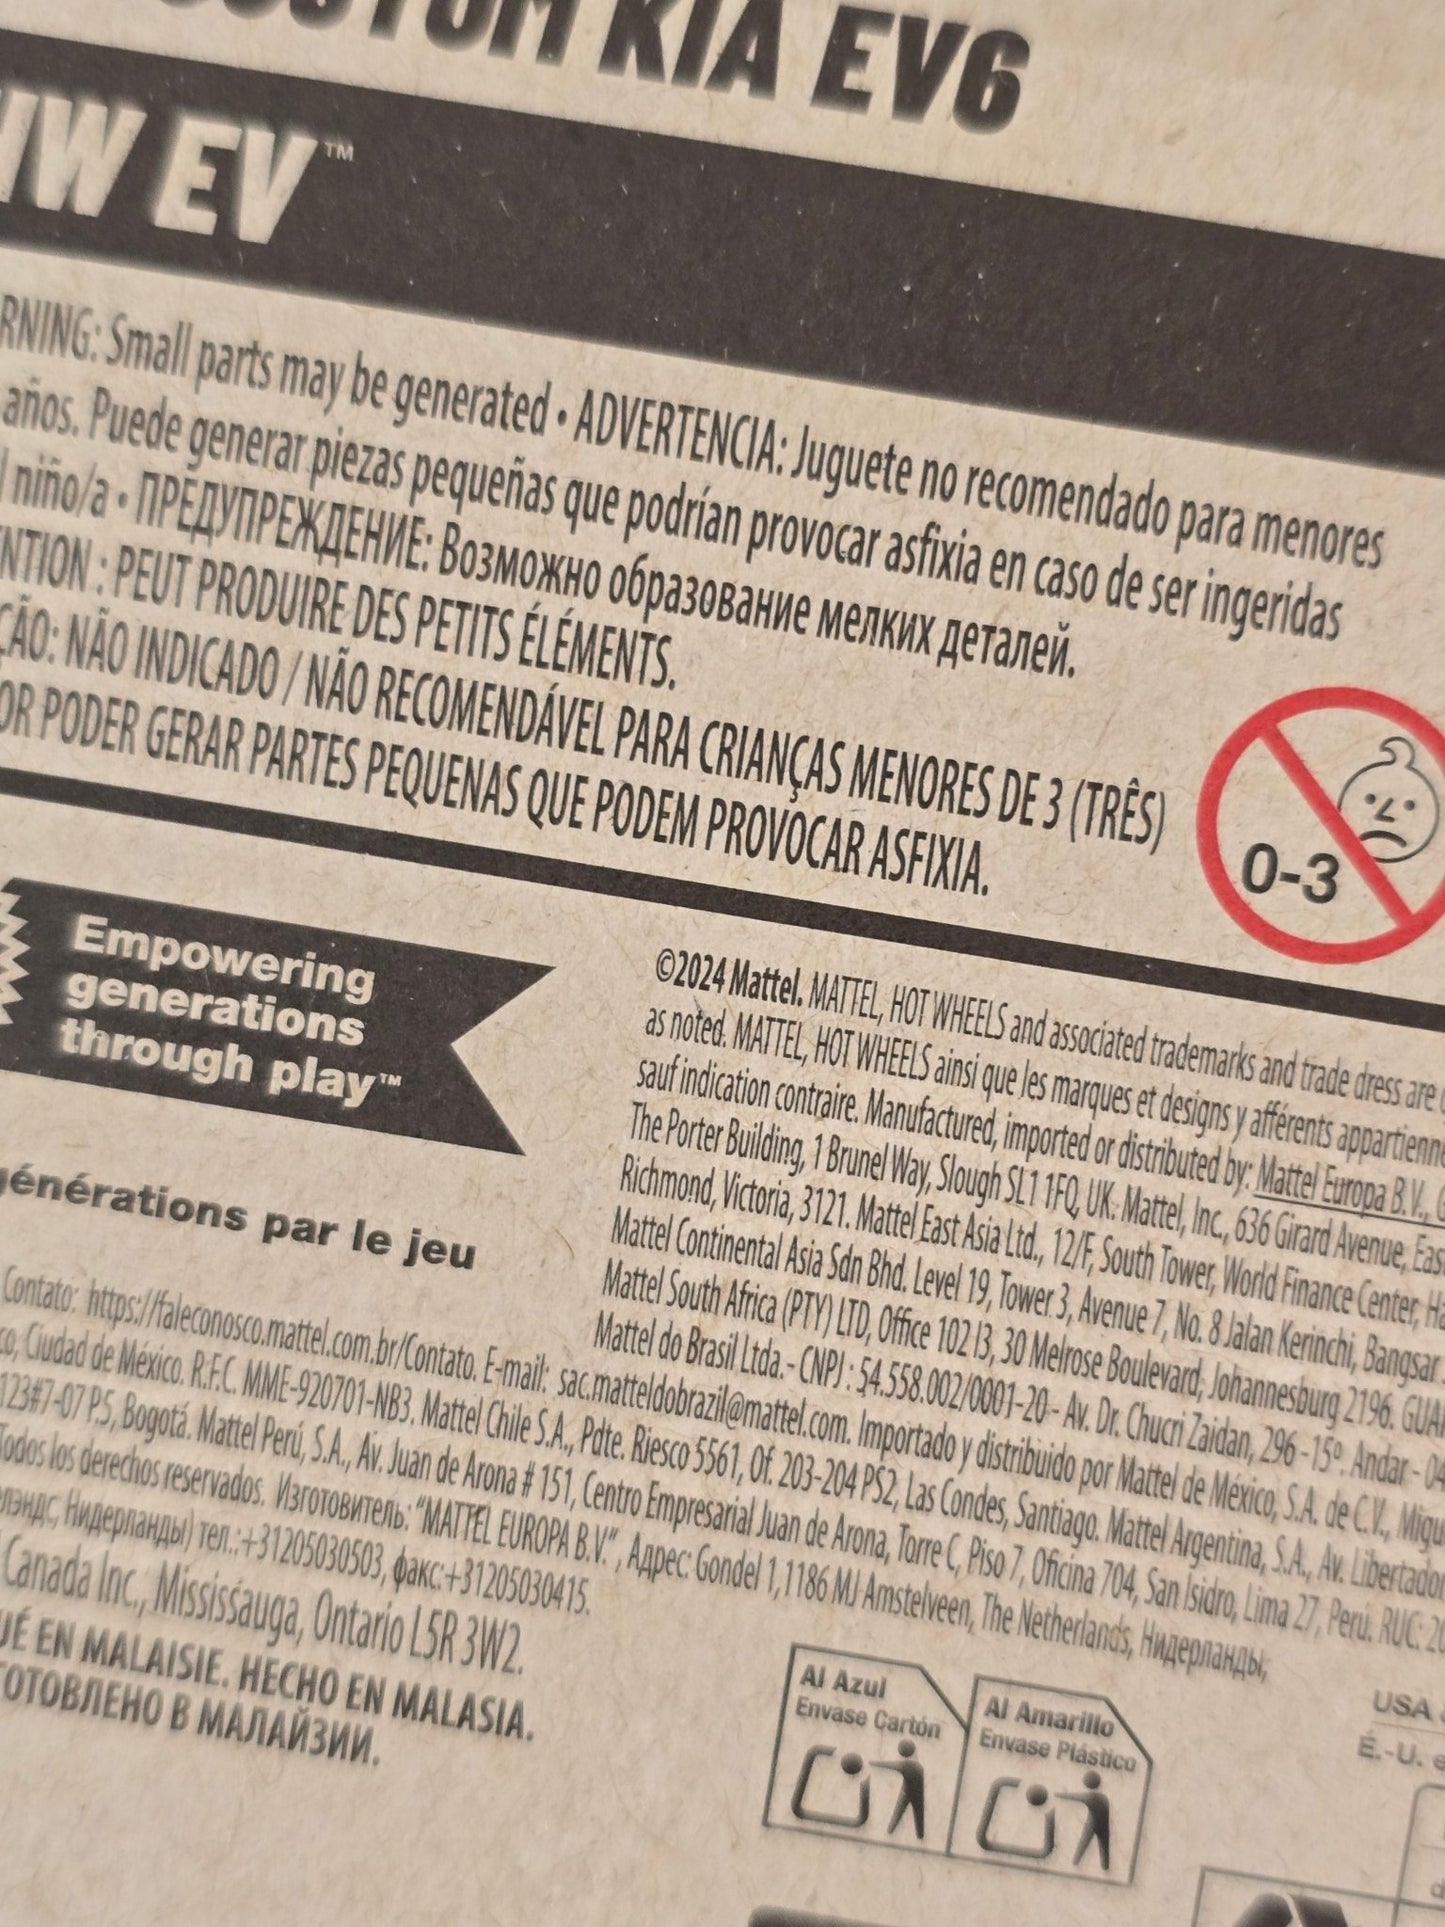 CUSTOM KIA EV6
HW EV™
RNING: Small parts may be generated • ADVERTENCIA: Juguete no recomendado para menores
años. Puede generar piezas pequeñas que podrían provocar asfixia en caso de ser ingeridas
l niño/a • ПРЕДУПРЕЖДЕНИЕ: Возможно образование мелких деталей.
NTION : PEUT PRODUIRE DES PETITS ÉLÉMENTS.
ÇÃO: NÃO INDICADO / NÃO RECOMENDÁVEL PARA CRIANÇAS MENORES DE 3 (TRÊS)
OR PODER GERAR PARTES PEQUENAS QUE PODEM PROVOCAR ASFIXIA.
0-3
Empowering
generations
through play™
générations par le jeu
©2024 Mattel. MATTEL, HOT WHEELS and associated trademarks and trade dress are
as noted. MATTEL, HOT WHEELS ainsi que les marques et designs y afférents appartienne
sauf indication contraire. Manufactured, imported or distributed by: Mattel Europa B.V., G
The Porter Building, 1 Brunel Way, Slough SL1 1FQ, UK. Mattel, Inc., 636 Girard Avenue, Eas
Richmond, Victoria, 3121. Mattel East Asia Ltd., 12/F, South Tower, World Finance Center, Ha
Mattel Continental Asia Sdn Bhd. Level 19, Tower 3, Avenue 7, No. 8 Jalan Kerinchi, Bangsar
Mattel South Africa (PTY) LTD, Office 102 I3, 30 Melrose Boulevard, Johannesburg 2196. GUA
Mattel do Brasil Ltda.- CNPJ : 54.558.002/0001-20 - Av. Dr. Chucri Zaidan, 296 -15º. Andar - 04
Contato: https://faleconosco.mattel.com.br/Contato. E-mail: sac.matteldobrazil@mattel.com. Importado y distribuido por Mattel de México, S.A. de C.V., Migu
co, Ciudad de México. R.F.C. MME-920701-NB3. Mattel Chile S.A., Pdte. Riesco 5561, Of. 203-204 PS2, Las Condes, Santiago. Mattel Argentina, S.A., Av. Libertador
123#7-07 P.5, Bogotá. Mattel Perú, S.A., Av. Juan de Arona # 151, Centro Empresarial Juan de Arona, Torre C, Piso 7, Oficina 704, San Isidro, Lima 27, Perú. RUC: 20
Todos los derechos reservados. Изготовитель: "MATTEL EUROPA B.V." , Адрес: Gondel 1, 1186 MJ Amstelveen, The Netherlands, Нидерланды,
елэндс, Нидерланды) тел.:+31205030503, факс:+31205030415.
l Canada Inc., Mississauga, Ontario L5R 3W2.
UÉ EN MALAISIE. HECHO EN MALASIA.
ГОТОВЛЕНО В МАЛАЙЗИИ.
Al Azul
Envase Cartón
Al Amarillo
Envase Plástico
USA
É.-U. e